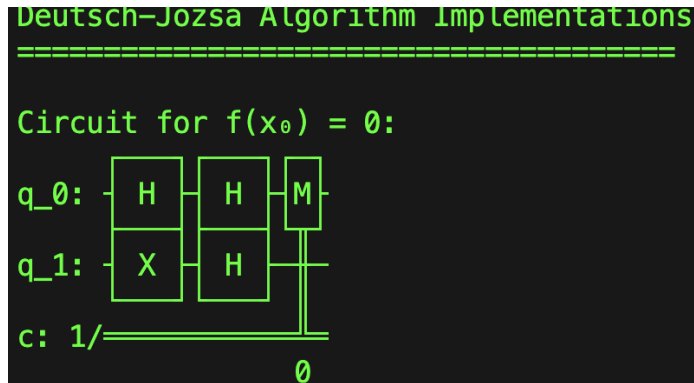 Deutsch-Jozsa Algorithm Implementations
======================================
Circuit for f(x₀) = 0:
q_0: H H M
q_1: X H
c: 1/
0